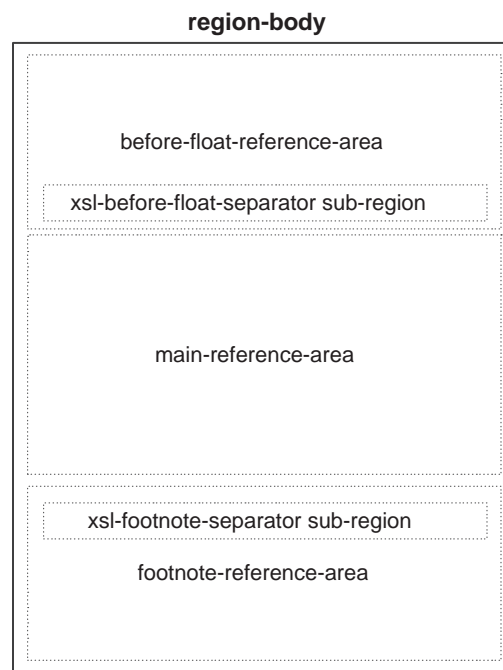 region-body
before-float-reference-area
xsl-before-float-separator sub-region
main-reference-area
xsl-footnote-separator sub-region
footnote-reference-area